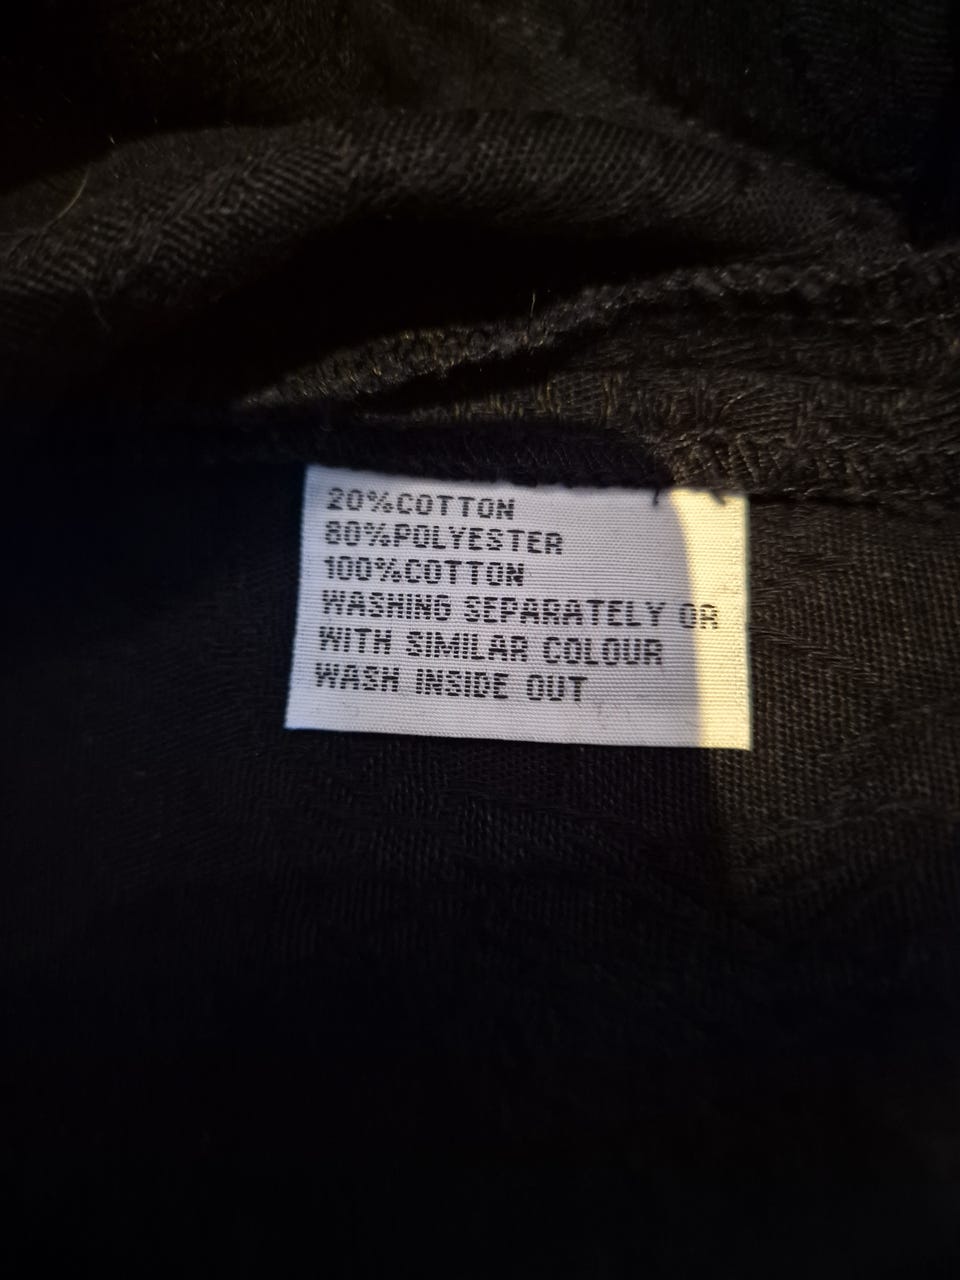 20%COTTON
80%POLYESTER
100%COTTON
WASHING SEPARATELY OR
WITH SIMILAR COLOUR
WASH INSIDE OUT